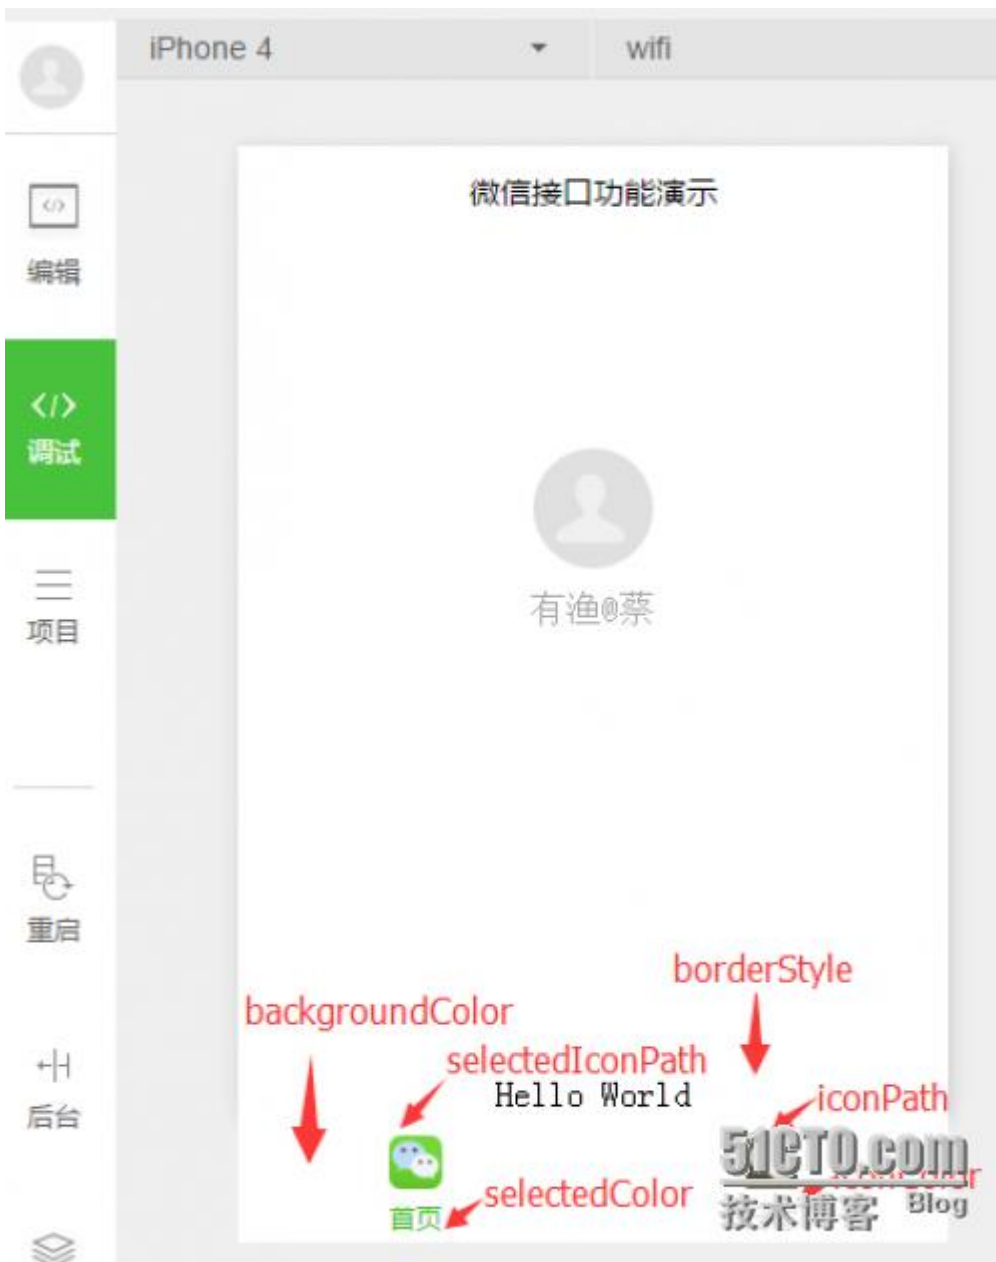 iPhone 4
wifi
微信接口功能演示
编辑
</>
调试
有渔@蔡
项目
重启
borderStyle
backgroundColor
selectedIconPath
Hello World
iconPath
后台
51CTO.com
selectedColor
技术博客 Blog
首页